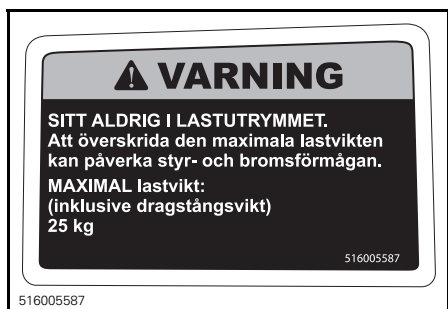 VARNING
SITT ALDRIG I LASTUTRYMMET.
Att överskrida den maximala lastvikten
kan påverka styr- och bromsförmågan.
MAXIMAL lastvikt:
(inklusive dragstångsvikt)
25 kg
516005587
516005587